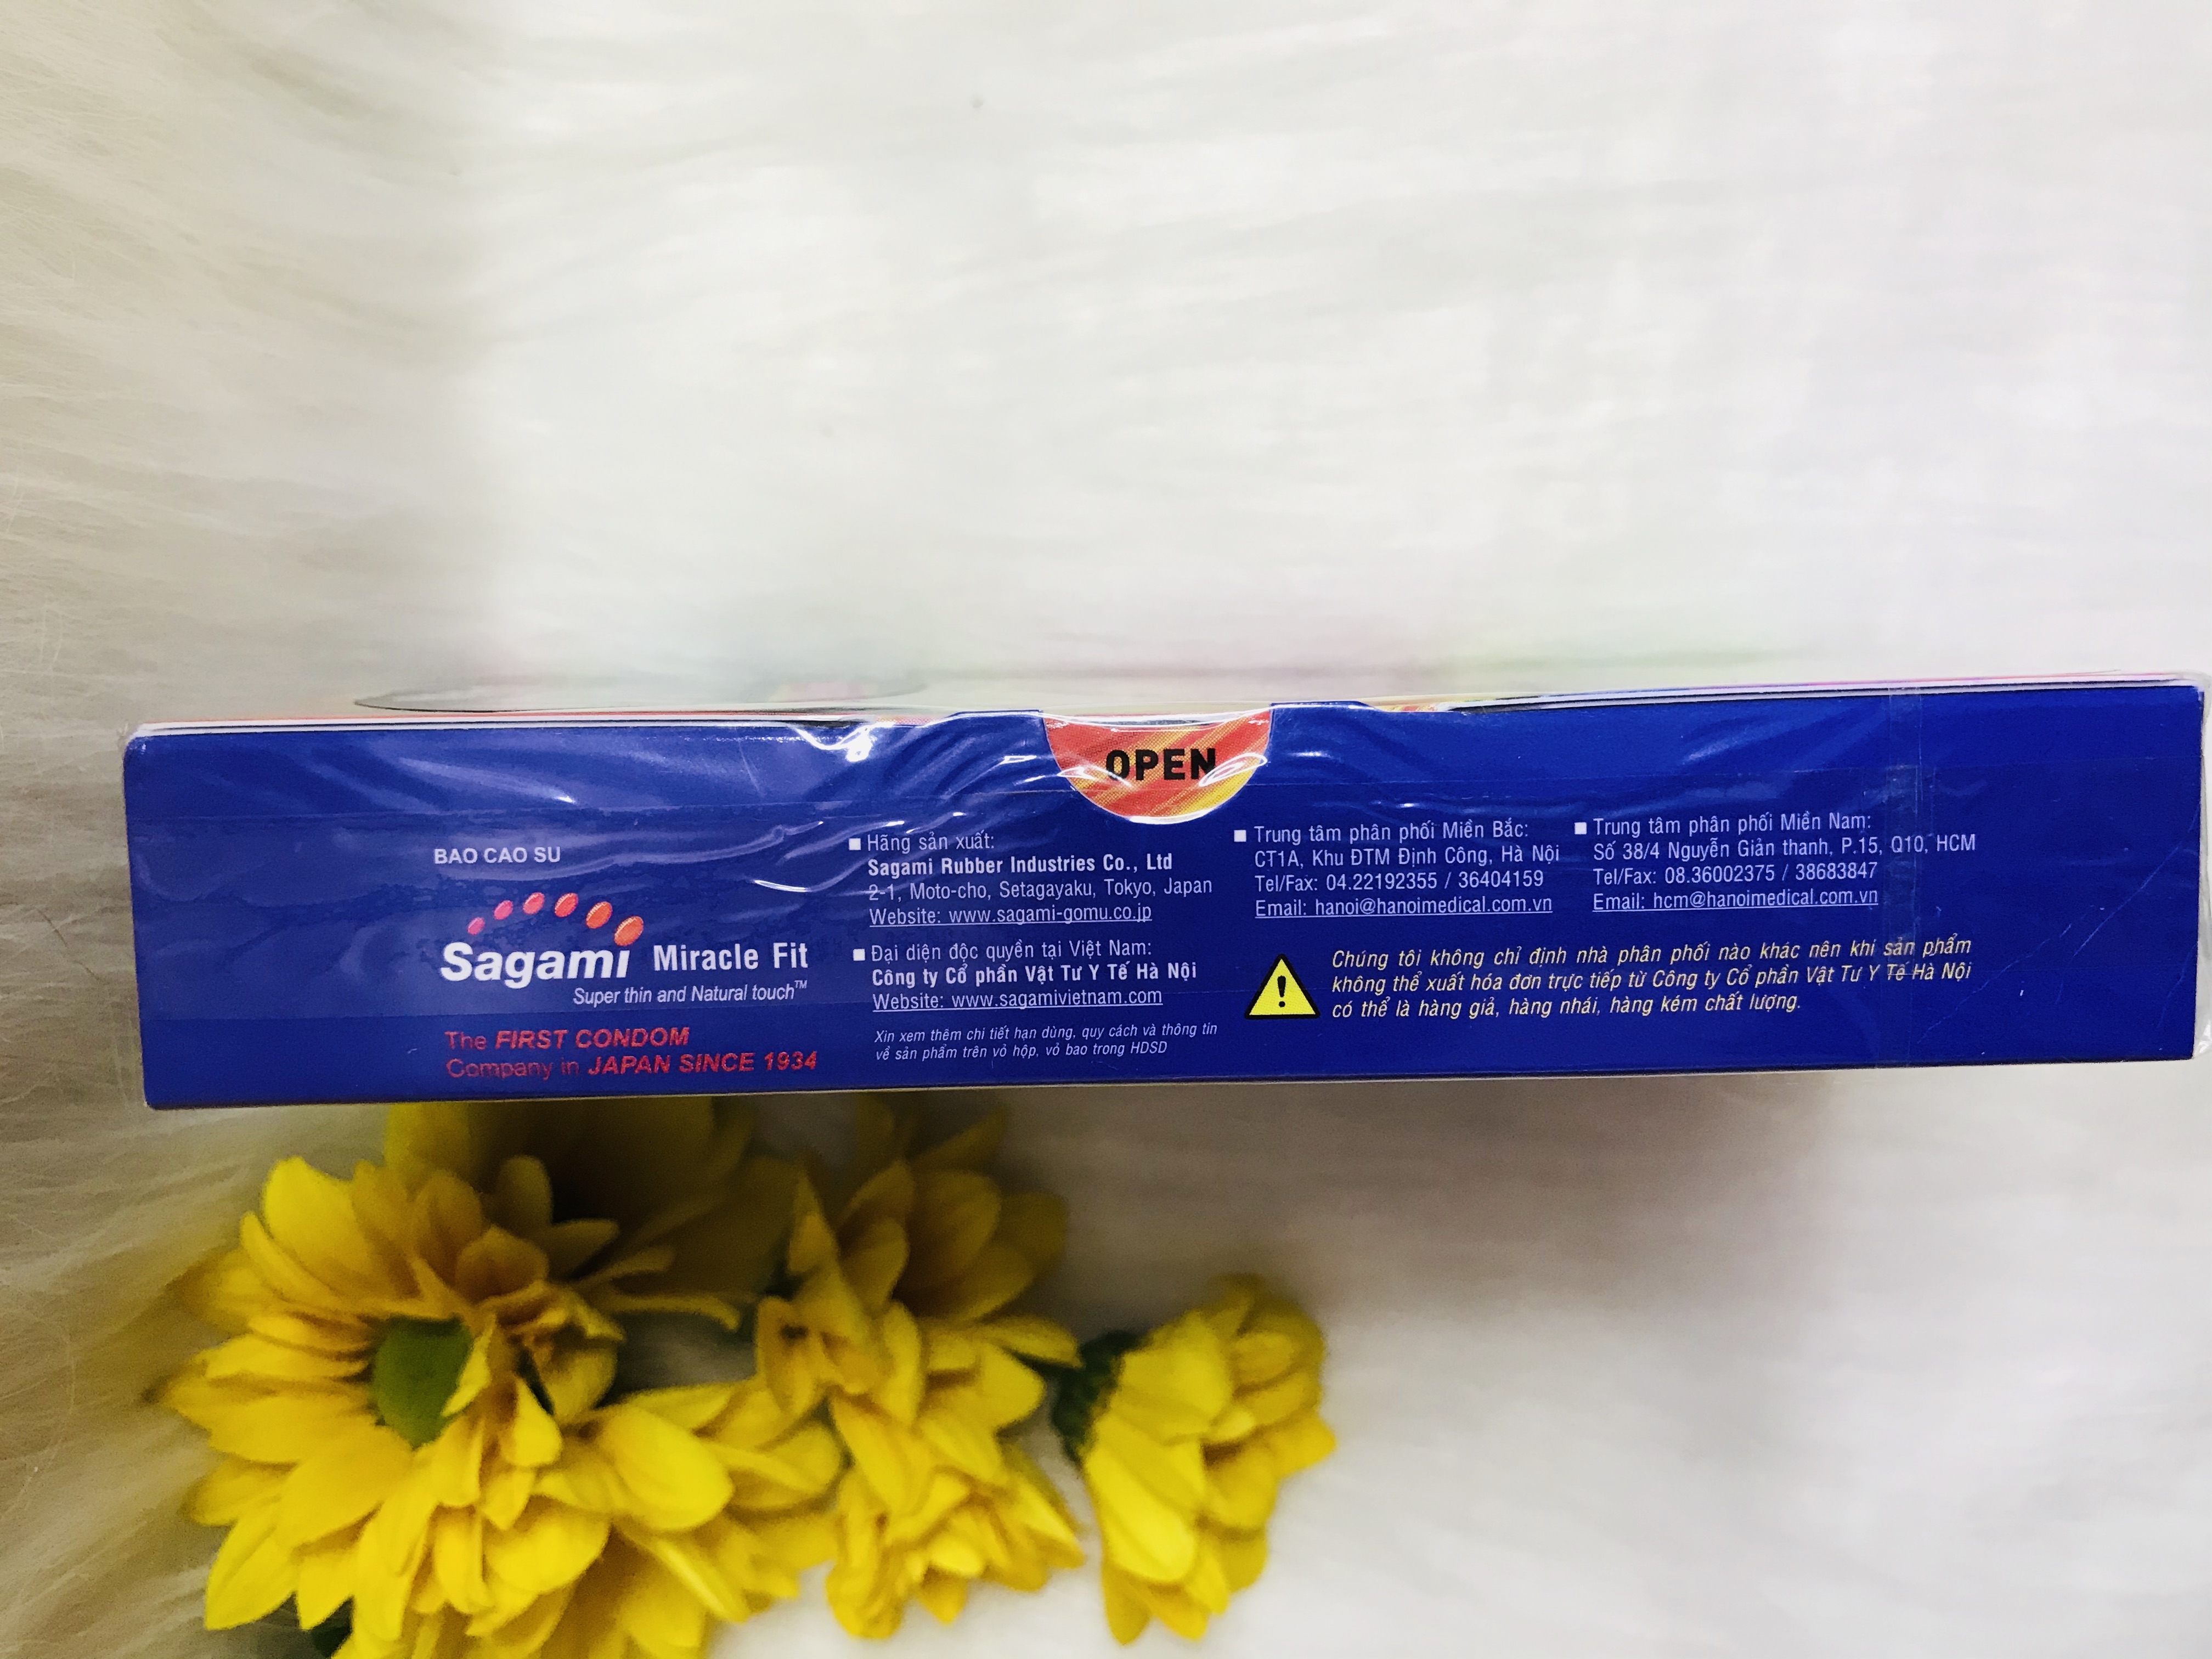 OPEN
BAO CAO SU
Sagami Miracle Fit
Super thin and Natural touch™
The FIRST CONDOM
Company in JAPAN SINCE 1934
■ Hãng sản xuất:
Sagami Rubber Industries Co., Ltd
2-1, Moto-cho, Setagayaku, Tokyo, Japan
Website: www.sagami-gomu.co.jp
■ Đại diện độc quyền tại Việt Nam:
Công ty Cổ phần Vật Tư Y Tế Hà Nội
Website: www.sagamivietnam.com
Xin xem thêm chi tiết hạn dùng, quy cách và thông tin
về sản phẩm trên vỏ hộp, vỏ bao trong HDSD
■ Trung tâm phân phối Miền Bắc:
CT1A, Khu ĐTM Định Công, Hà Nội
Tel/Fax: 04.22192355 / 36404159
Email: hanoi@hanoimedical.com.vn
■ Trung tâm phân phối Miền Nam:
Số 38/4 Nguyễn Giản thanh, P.15, Q10, HCM
Tel/Fax: 08.36002375 / 38683847
Email: hcm@hanoimedical.com.vn
Chúng tôi không chỉ định nhà phân phối nào khác nên khi sản phẩm
không thể xuất hóa đơn trực tiếp từ Công ty Cổ phần Vật Tư Y Tế Hà Nội
có thể là hàng giả, hàng nhái, hàng kém chất lượng.